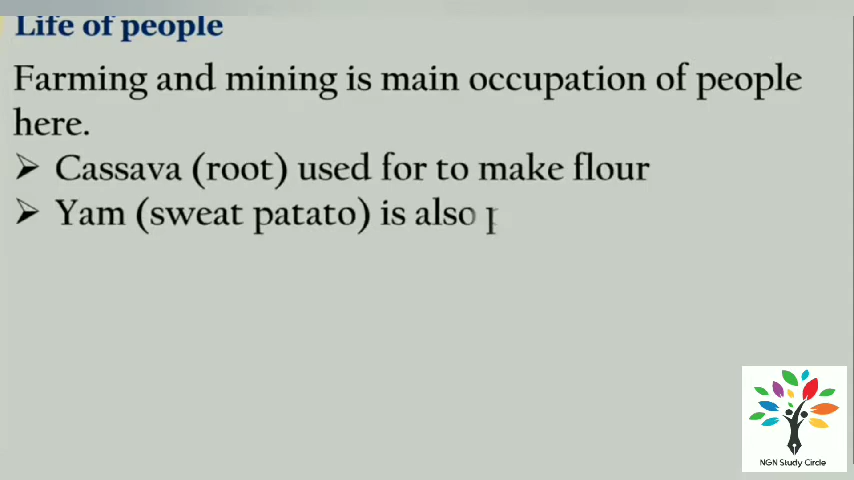 Life of people
Farming and mining is main occupation of people
here.
➢ Cassava (root) used for to make flour
➢ Yam (sweat patato) is also p
NGN Study Circle